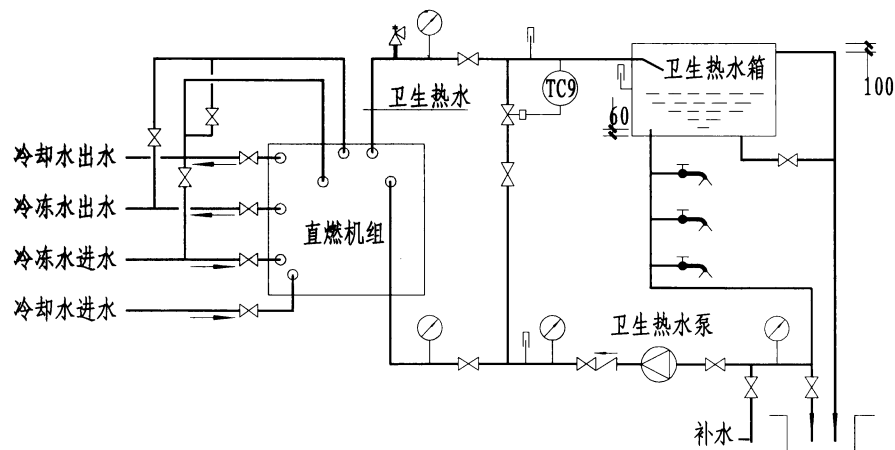 卫生热水箱
100
TC9
卫生热水
60
冷却水出水
冷冻水出水
直燃机组
冷冻水进水
冷却水进水
卫生热水泵
补水